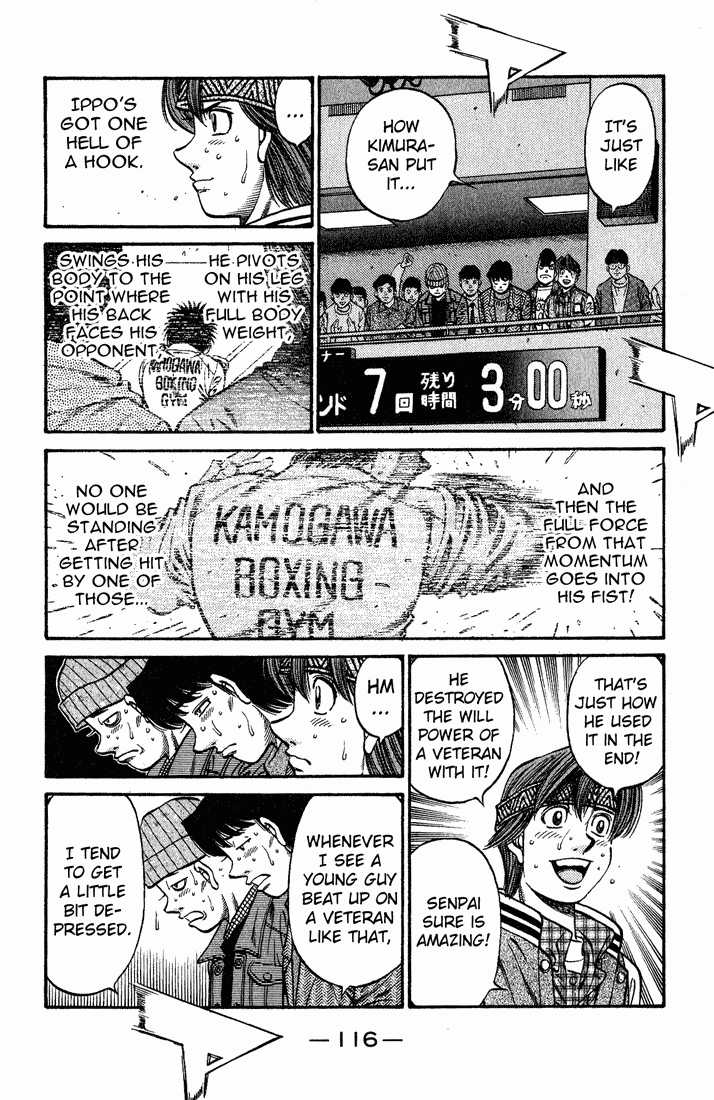 IT'S
JUST
LIKE
HOW
KIMURA-
SAN PUT
IT...
ナー
ンド 7回 残り時間 3分00秒
...
IPPO'S
GOT ONE
HELL OF
A HOOK.
HE PIVOTS
ON HIS LEG
WITH HIS
FULL BODY
WEIGHT,
SWINGS HIS
BODY TO THE
POINT WHERE
HIS BACK
FACES HIS
OPPONENT
KAMOGAWA
BOXING
GYM
AND
THEN THE
FULL FORCE
FROM THAT
MOMENTUM
GOES INTO
HIS FIST!
KAMOGAWA
BOXING
GYM
NO ONE
WOULD BE
STANDING
AFTER
GETTING HIT
BY ONE OF
THOSE...
THAT'S
JUST HOW
HE USED
IT IN THE
END!
HE
DESTROYED
THE WILL
POWER OF
A VETERAN
WITH IT!
SENPAI
SURE IS
AMAZING!
HM
...
WHENEVER
I SEE A
YOUNG GUY
BEAT UP ON
A VETERAN
LIKE THAT,
I TEND
TO GET
A LITTLE
BIT DE-
PRESSED.
—116—